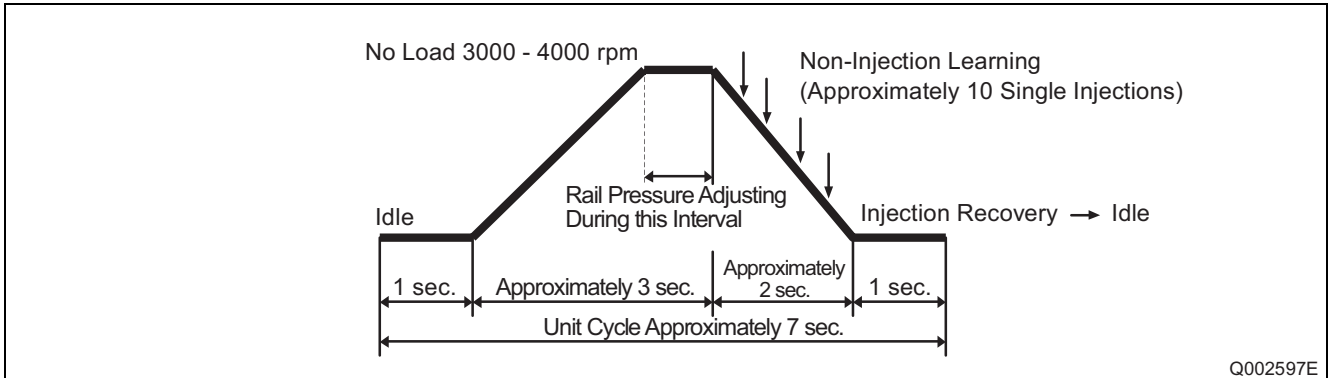 No Load 3000 - 4000 rpm
Non-Injection Learning
(Approximately 10 Single Injections)
Rail Pressure Adjusting
During this Interval
Idle
Injection Recovery → Idle
1 sec.
Approximately 3 sec.
Approximately
2 sec.
1 sec.
Unit Cycle Approximately 7 sec.
Q002597E